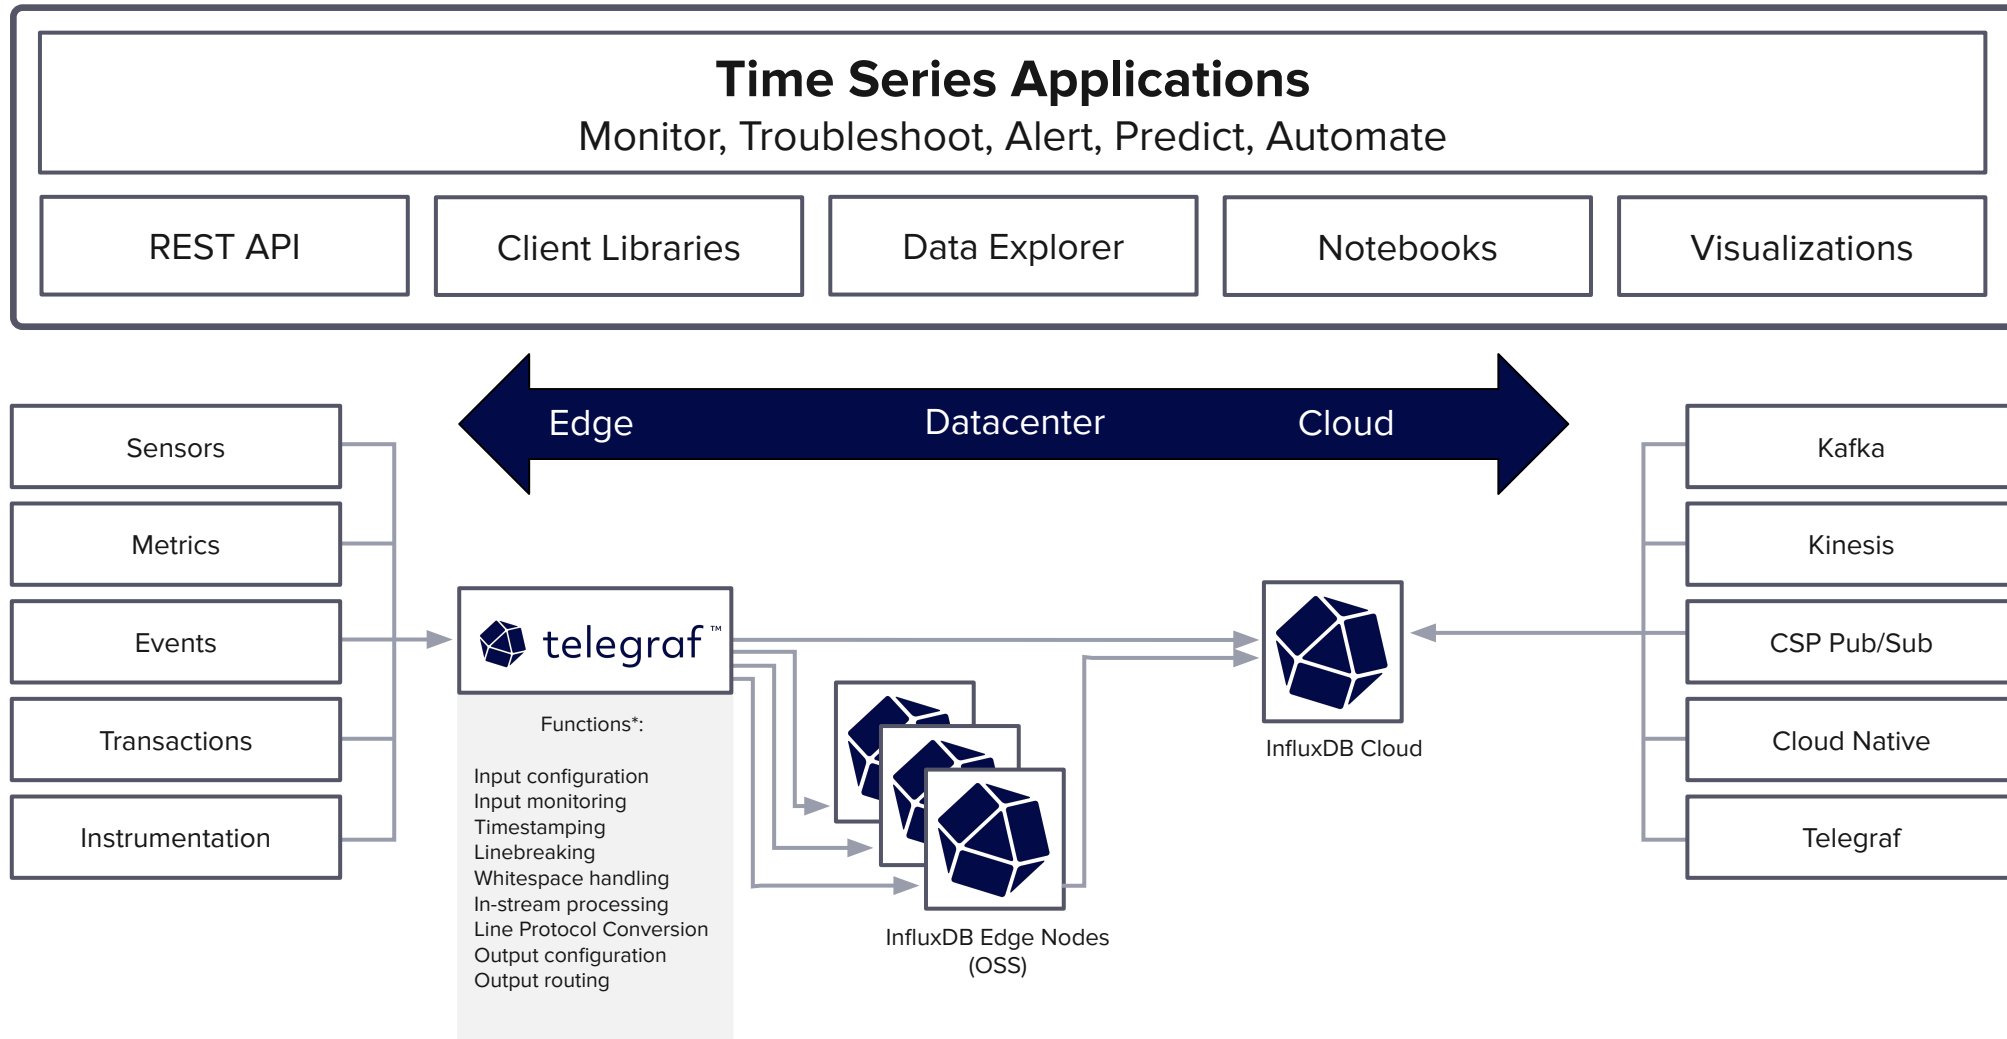 Time Series Applications
Monitor, Troubleshoot, Alert, Predict, Automate
REST API
Client Libraries
Data Explorer
Notebooks
Visualizations
Edge
Datacenter
Cloud
Sensors
Metrics
Events
Transactions
Instrumentation
telegraf™
Functions*:
Input configuration
Input monitoring
Timestamping
Linebreaking
Whitespace handling
In-stream processing
Line Protocol Conversion
Output configuration
Output routing
InfluxDB Edge Nodes
(OSS)
InfluxDB Cloud
Kafka
Kinesis
CSP Pub/Sub
Cloud Native
Telegraf